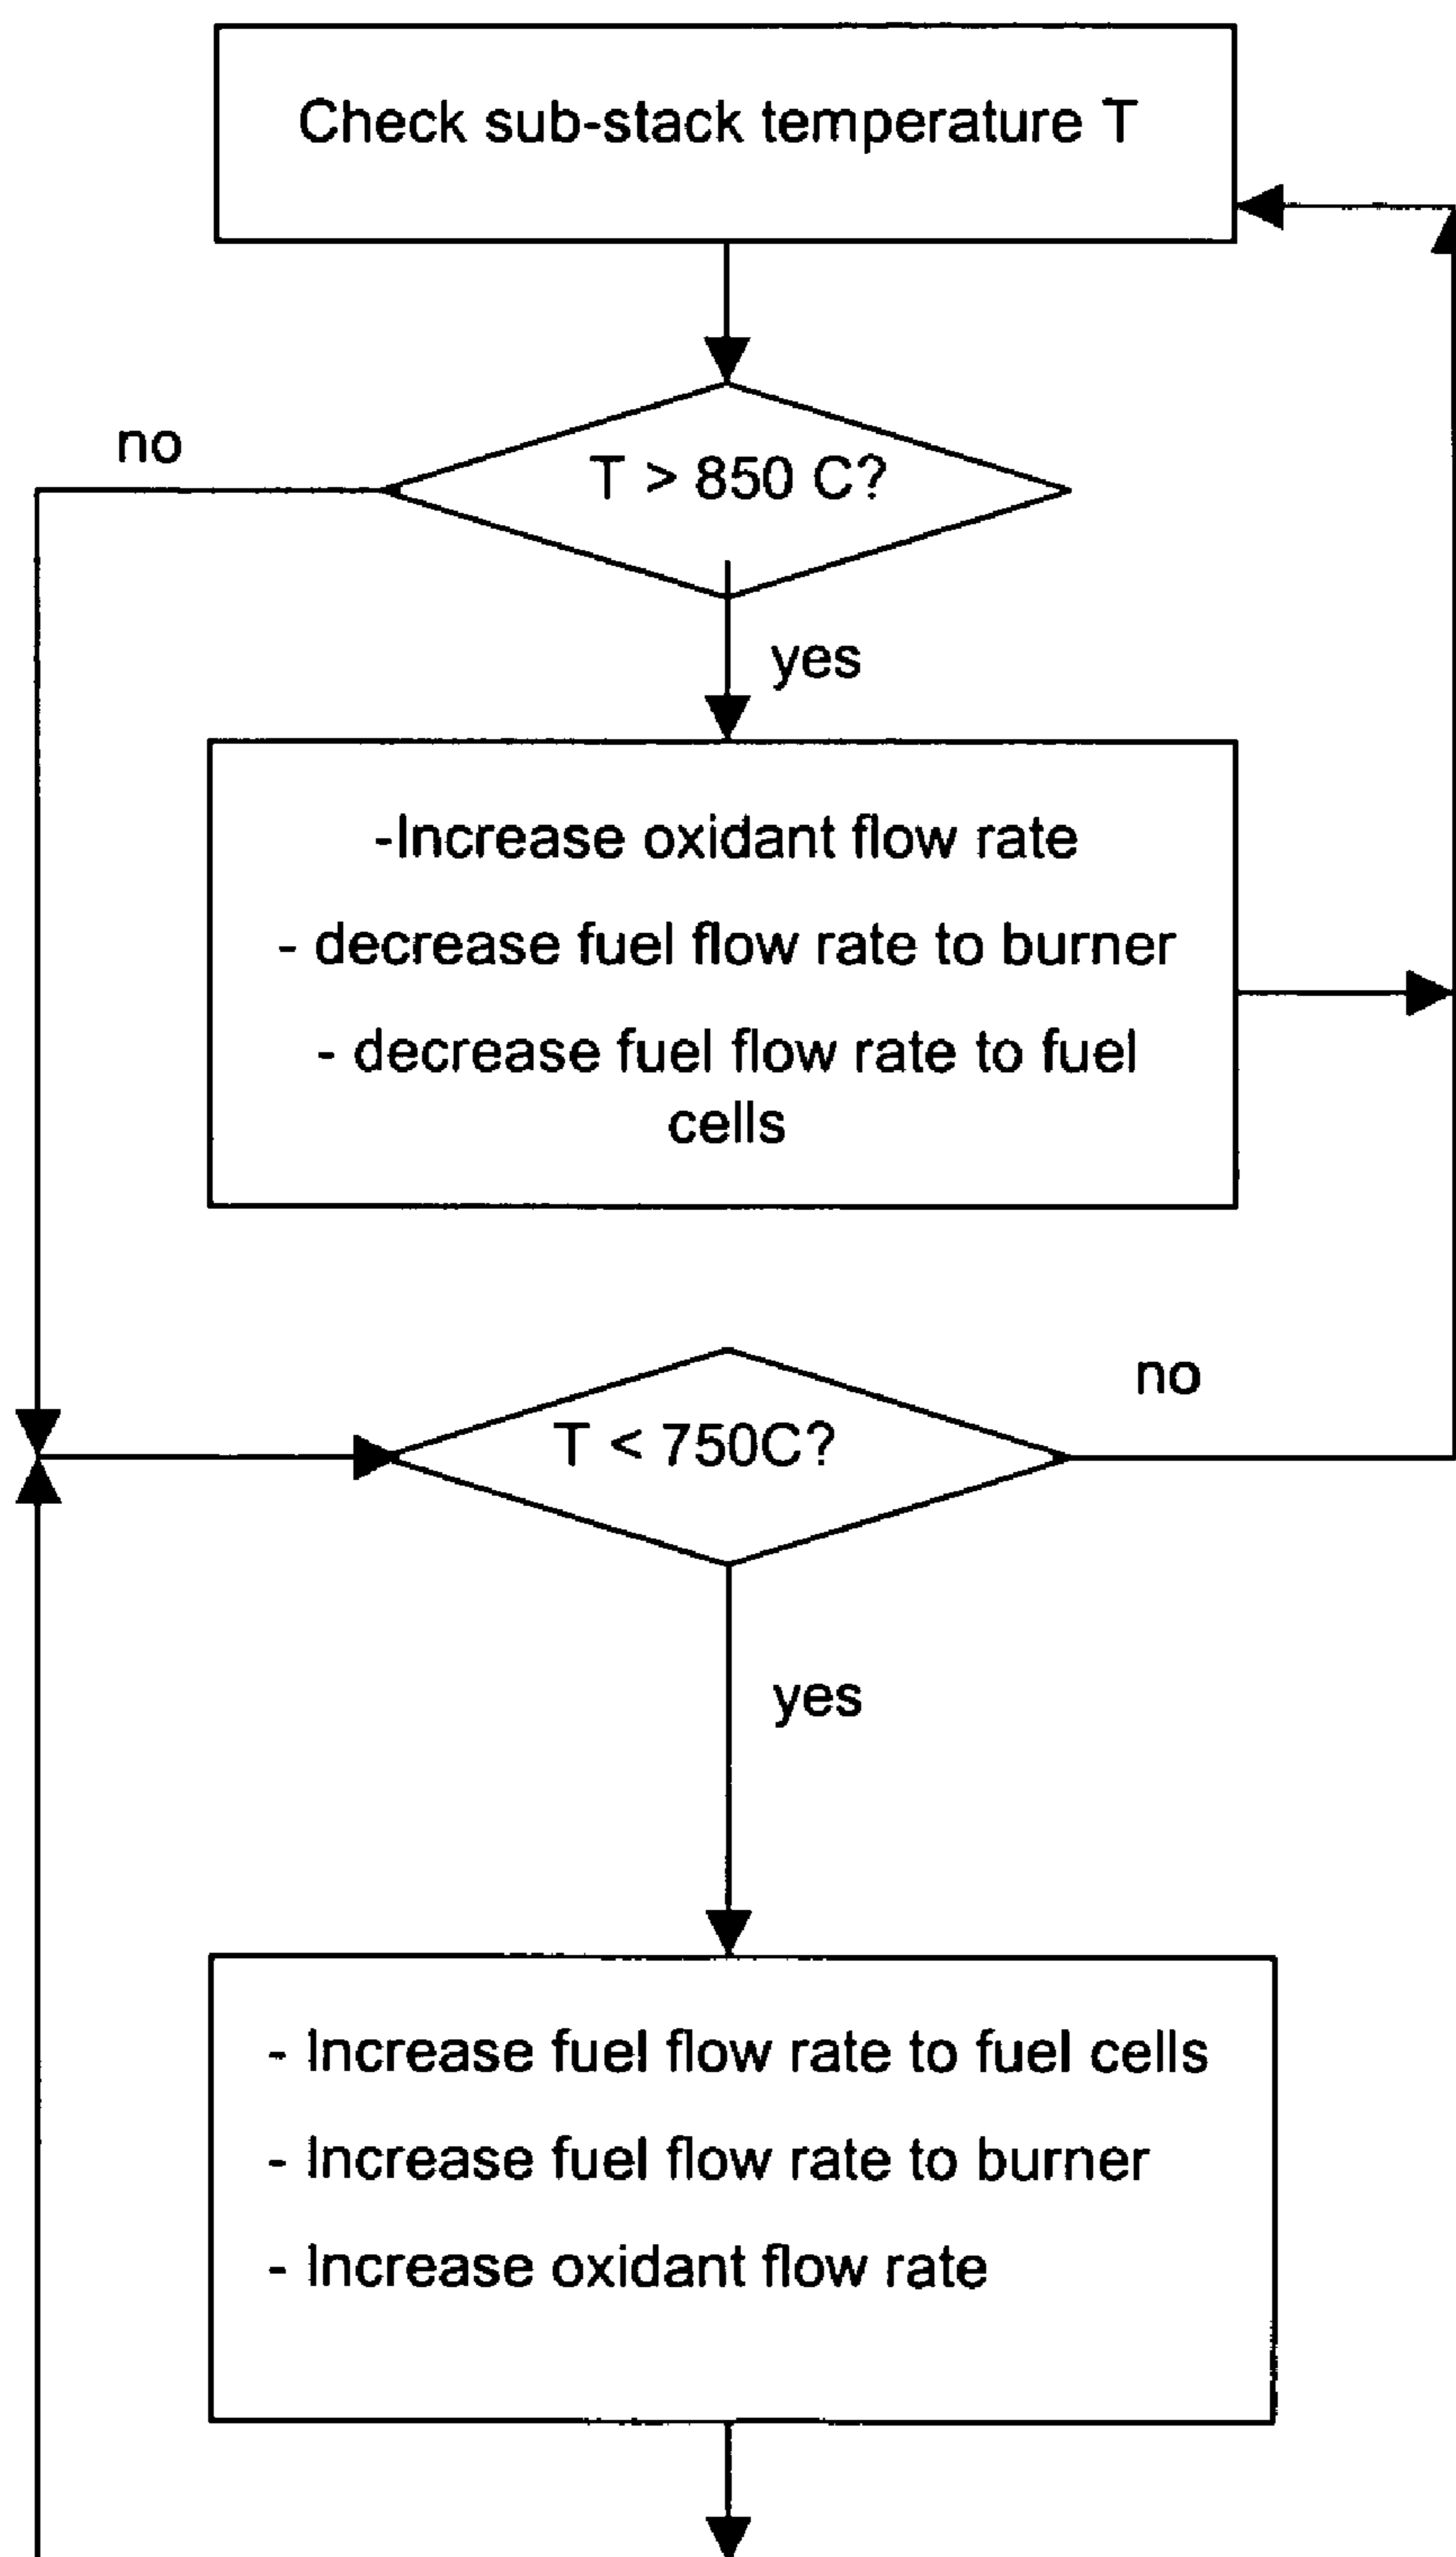 Check sub-stack temperature T
no
T > 850 C?
yes
-Increase oxidant flow rate
- decrease fuel flow rate to burner
- decrease fuel flow rate to fuel
cells
no
T < 750C?
yes
- Increase fuel flow rate to fuel cells
- Increase fuel flow rate to burner
- Increase oxidant flow rate